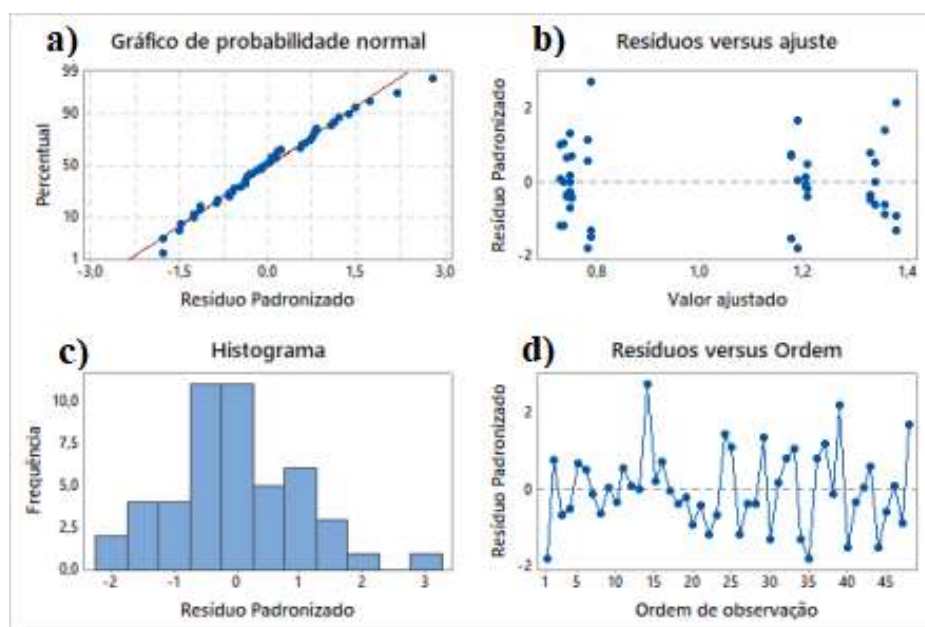 a) Gráfico de probabilidade normal
99
90
50
10
1
Percentual
-3,0 -1,5 0,0 1,5 3,0
Resíduo Padronizado
b) Resíduos versus ajuste
2
0
-2
Resíduo Padronizado
0,8 1,0 1,2 1,4
Valor ajustado
c) Histograma
10,0
7,5
5,0
2,5
0,0
Frequência
-2 -1 0 1 2 3
Resíduo Padronizado
d) Resíduos versus Ordem
2
0
-2
Resíduo Padronizado
1 5 10 15 20 25 30 35 40 45
Ordem de observação